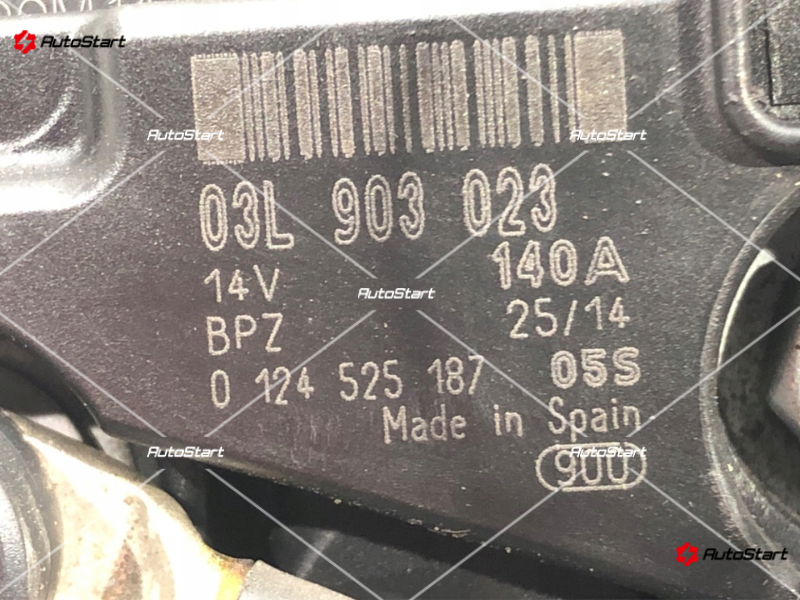 AutoStart
AutoStart AutoStart
03L 903 023
14V 140A
AutoStart
BPZ 25/14
0 124 525 187 05S
Made in Spain
AutoStart 900 AutoStart
AutoStart